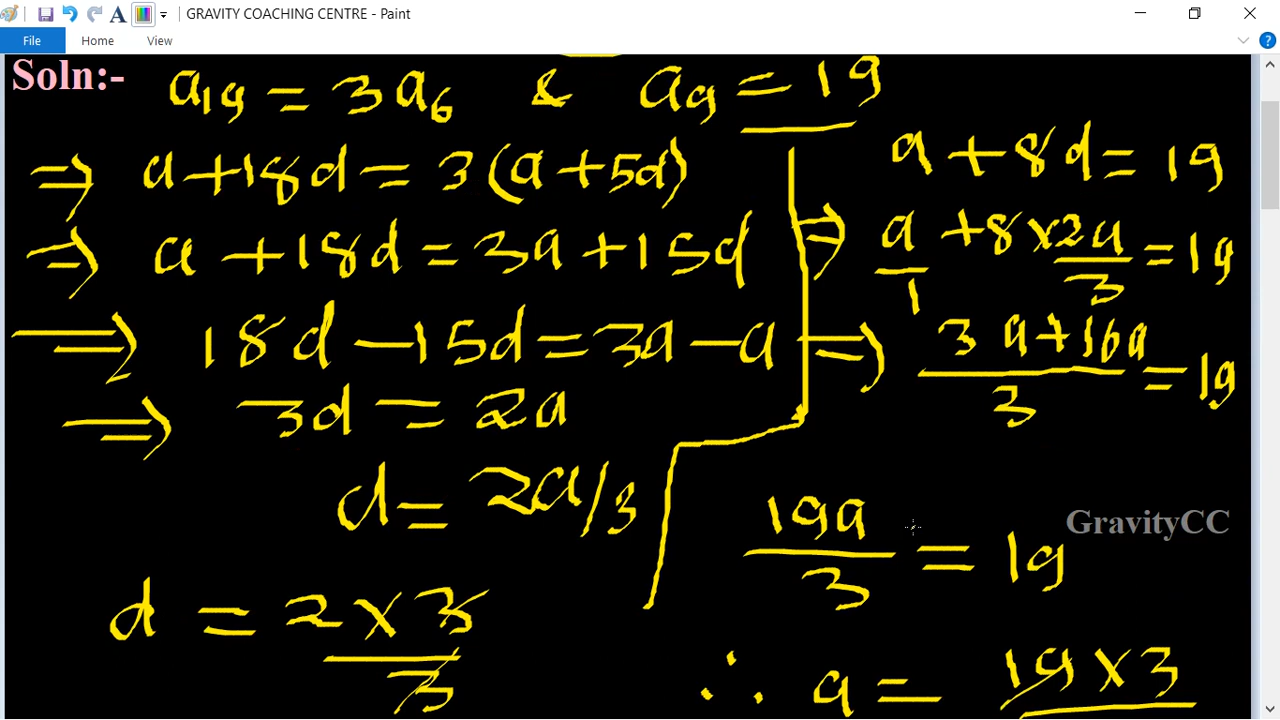 GRAVITY COACHING CENTRE - Paint
File Home View
Soln:-
a₁₉ = 3a₆ & a₉ = 19
⇒ a+18d = 3(a+5d)
⇒ a+18d = 3a+15d
⇒ 18d-15d = 3a-a
⇒ 3d = 2a
d = 2a/3
d = 2×3/3
a+8d = 19
⇒ a/1 + 8×2a/3 = 19
⇒ 3a+16a/3 = 19
19a/3 = 19
∴ a = 19×3
GravityCC